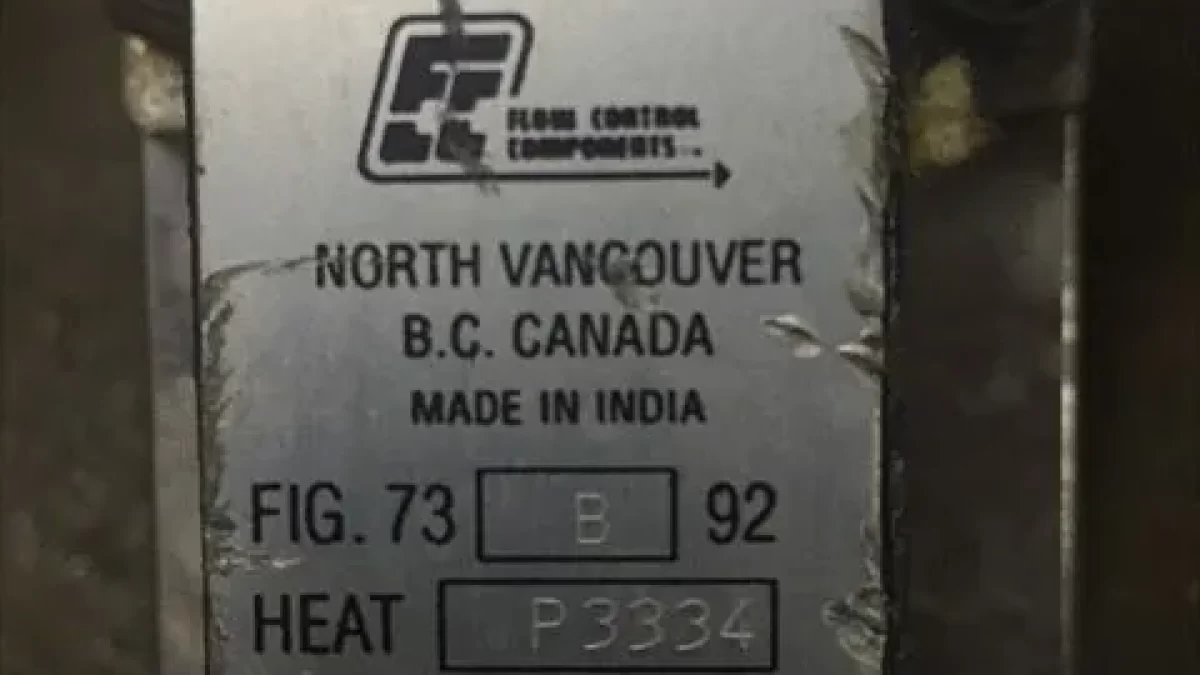 FLOW CONTROL
COMPONENTS
NORTH VANCOUVER
B.C. CANADA
MADE IN INDIA
FIG. 73 B 92
HEAT P3334